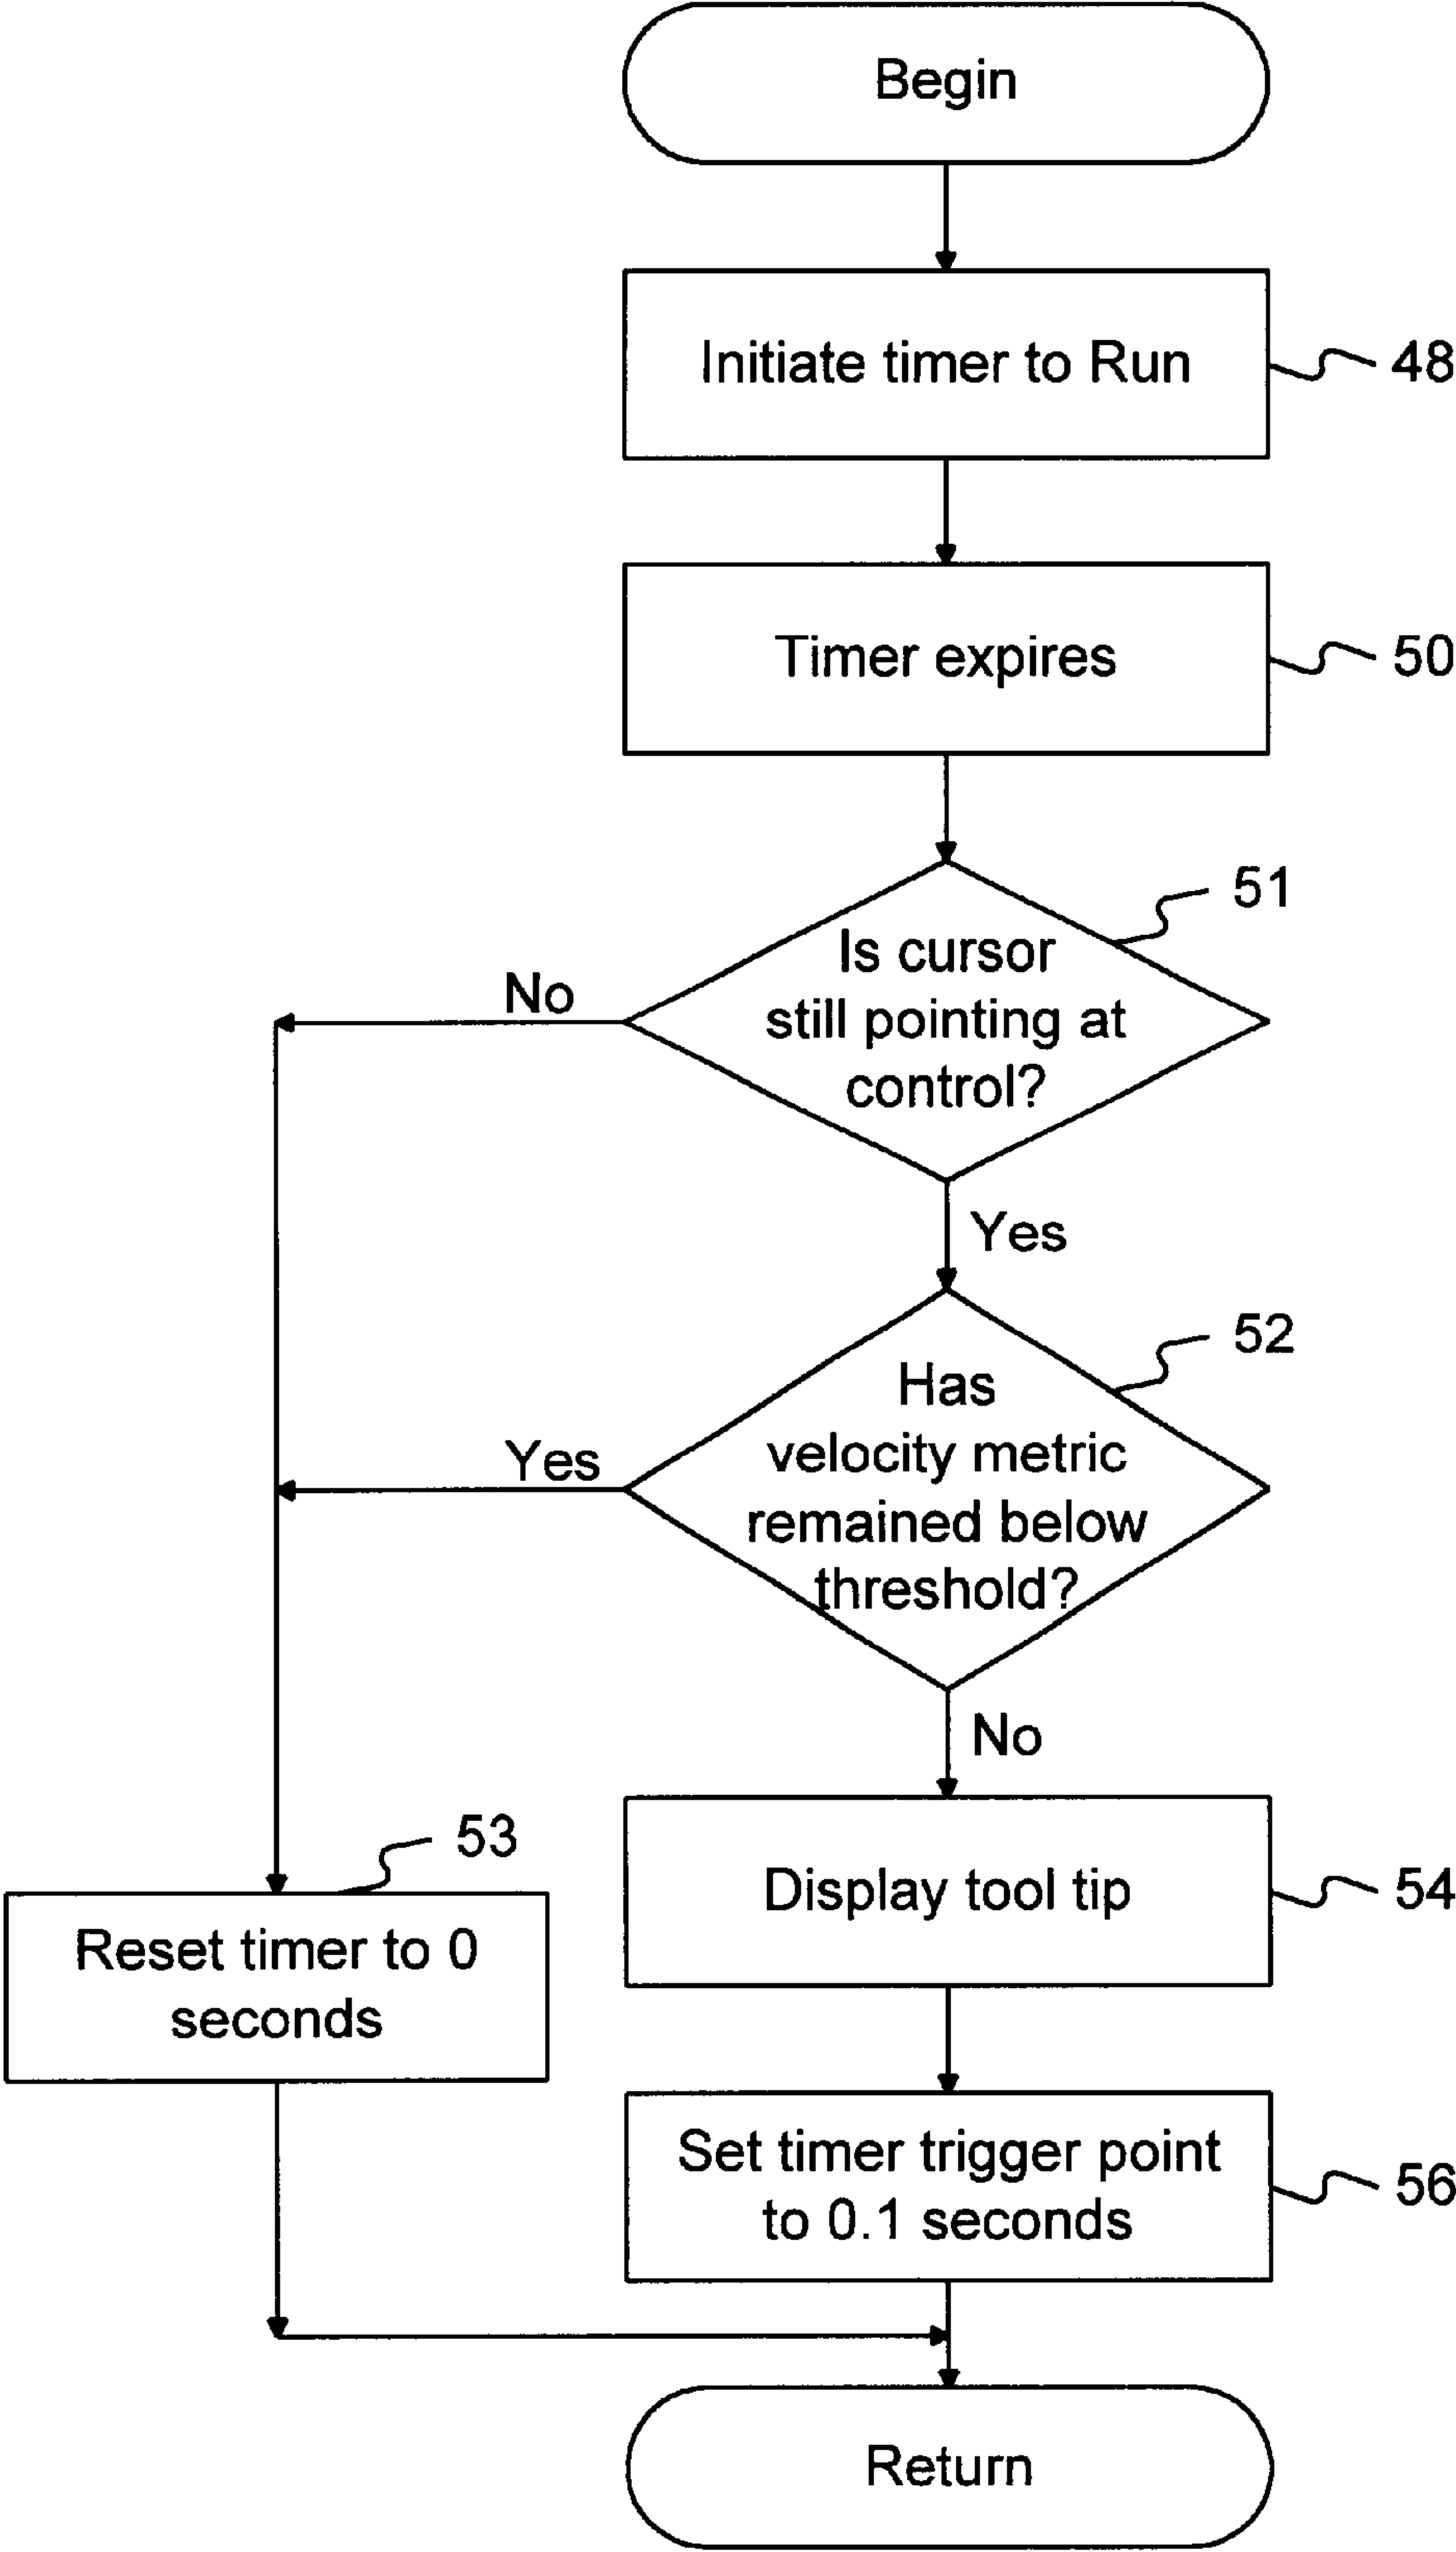 Begin
Initiate timer to Run
48
Timer expires
50
51
Is cursor
still pointing at
control?
No
Yes
52
Has
velocity metric
remained below
threshold?
Yes
No
53
Reset timer to 0
seconds
Display tool tip
54
Set timer trigger point
to 0.1 seconds
56
Return